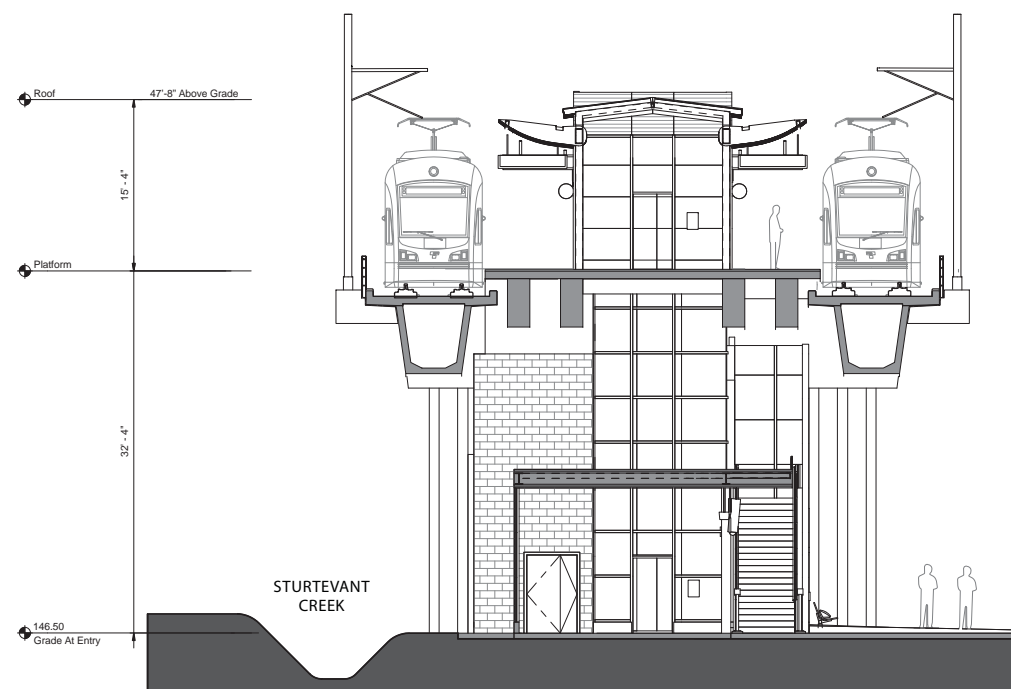 Roof
47'-8" Above Grade
15' - 4"
Platform
32' - 4"
STURTEVANT
CREEK
146.50
Grade At Entry